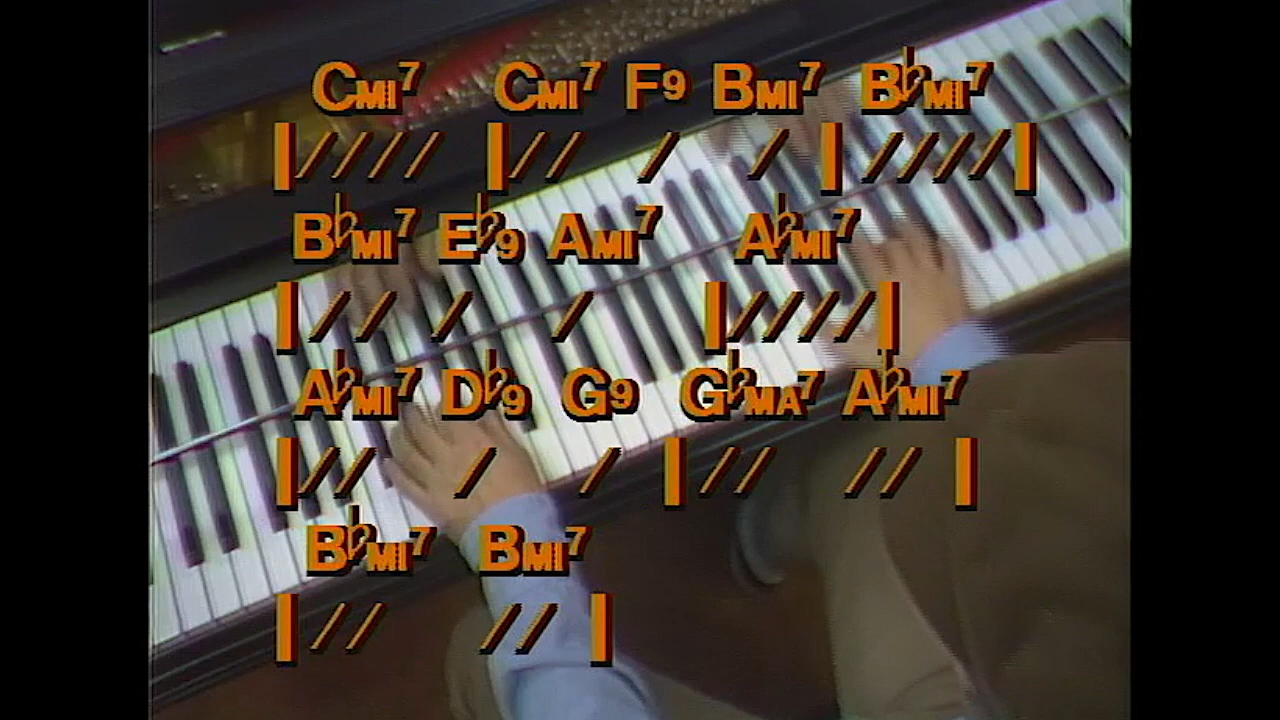 CMI7 CMI7 F9 BMI7 B♭MI7
|//// |// / / |////|
B♭MI7 E♭9 AMI7 A♭MI7
|// / / |////|
A♭MI7 D♭9 G9 G♭MA7 A♭MI7
|// / / |// // |
B♭MI7 BMI7
|// // |